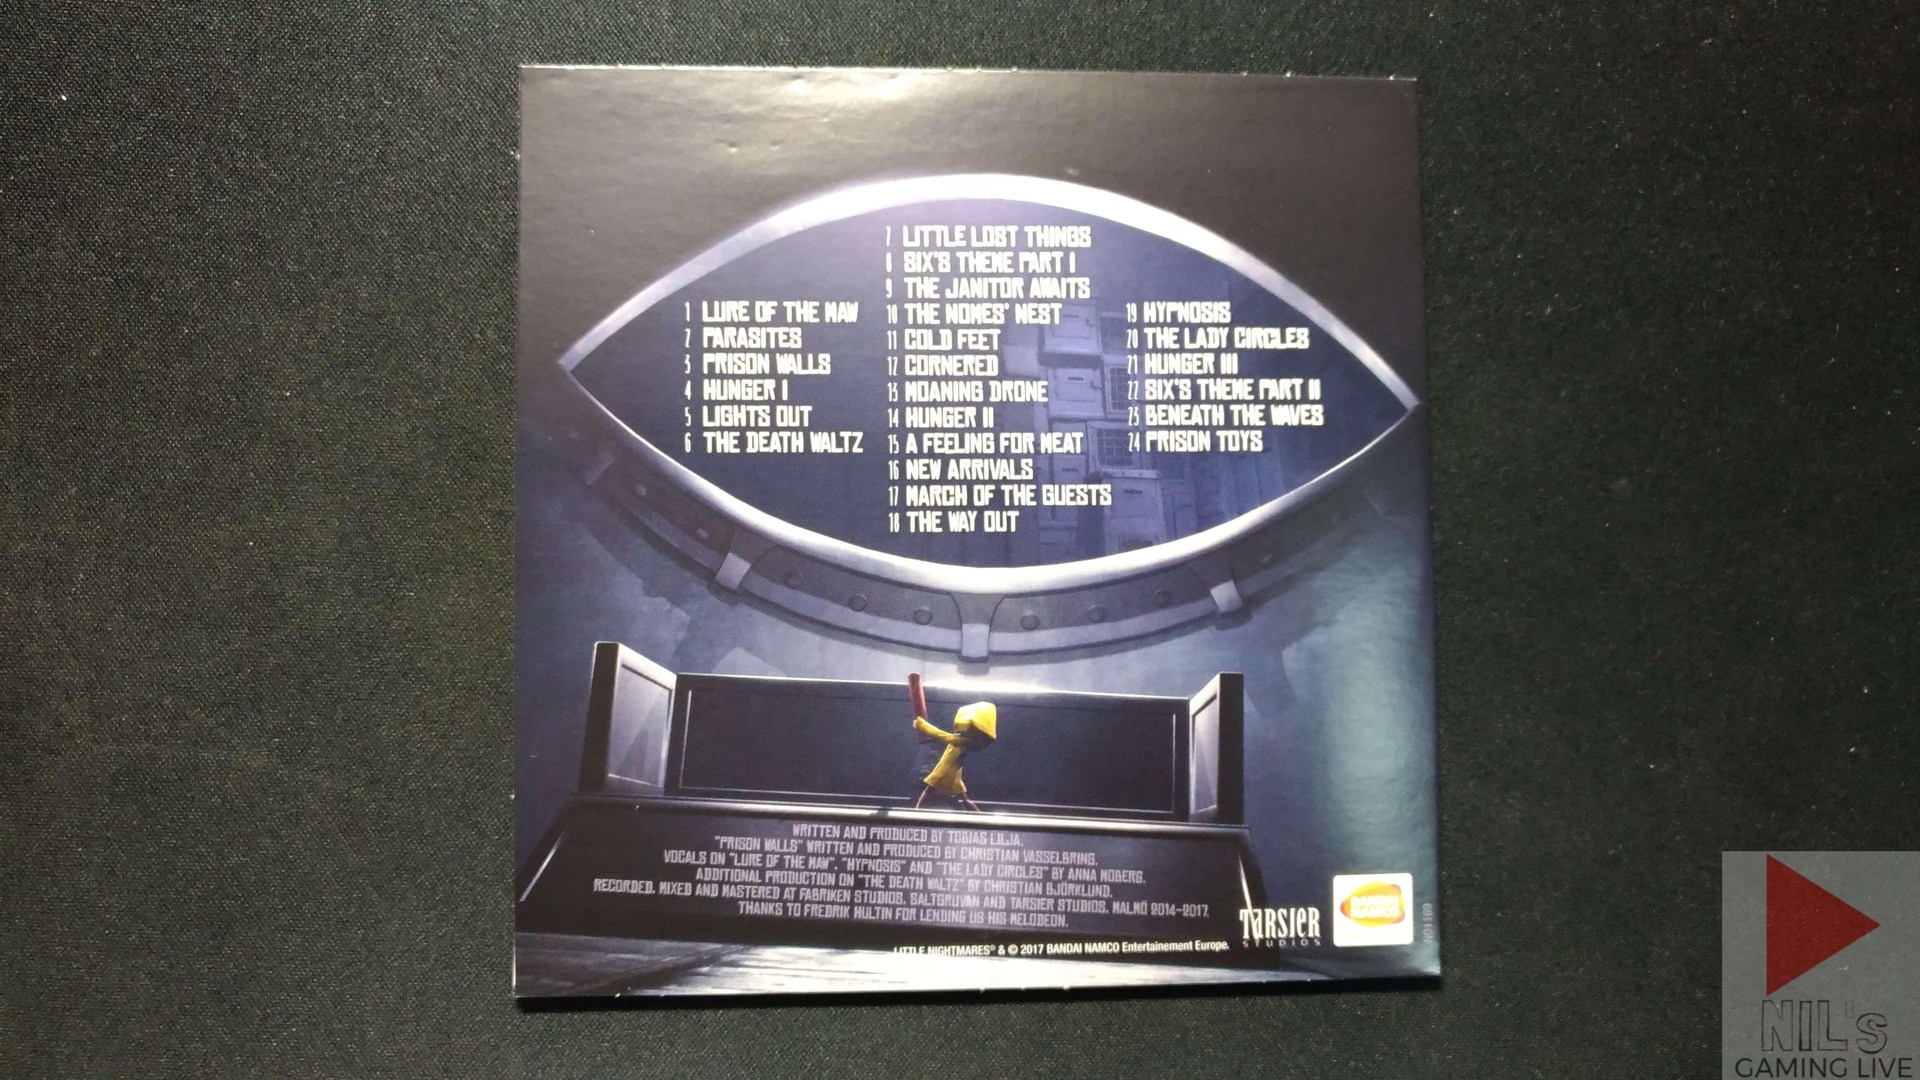 1 LURE OF THE MAW
2 PARASITES
3 PRISON WALLS
4 HUNGER I
5 LIGHTS OUT
6 THE DEATH WALTZ
7 LITTLE LOST THINGS
8 SIX'S THEME PART I
9 THE JANITOR AWAITS
10 THE NOMES' NEST
11 COLD FEET
12 CORNERED
13 MOANING DRONE
14 HUNGER II
15 A FEELING FOR MEAT
16 NEW ARRIVALS
17 MARCH OF THE GUESTS
18 THE WAY OUT
19 HYPNOSIS
20 THE LADY CIRCLES
21 HUNGER III
22 SIX'S THEME PART II
23 BENEATH THE WAVES
24 PRISON TOYS
WRITTEN AND PRODUCED BY TOBIAS LILJA.
"PRISON WALLS" WRITTEN AND PRODUCED BY CHRISTIAN VASSELBRING.
VOCALS ON "LURE OF THE MAW", "HYPNOSIS" AND "THE LADY CIRCLES" BY ANNA MOBERG.
ADDITIONAL PRODUCTION ON "THE DEATH WALTZ" BY CHRISTIAN BJÖRKLUND.
RECORDED, MIXED AND MASTERED AT FABRIKEN STUDIOS, SALTGRUVAN AND TARSIER STUDIOS, MALMÖ 2014-2017.
THANKS TO FREDRIK HULTIN FOR LENDING US HIS MELODEON.
LITTLE NIGHTMARES® & © 2017 BANDAI NAMCO Entertainement Europe.
TARSIER
STUDIOS
BANDAI
NAMCO
N01169
NIL's
GAMING LIVE